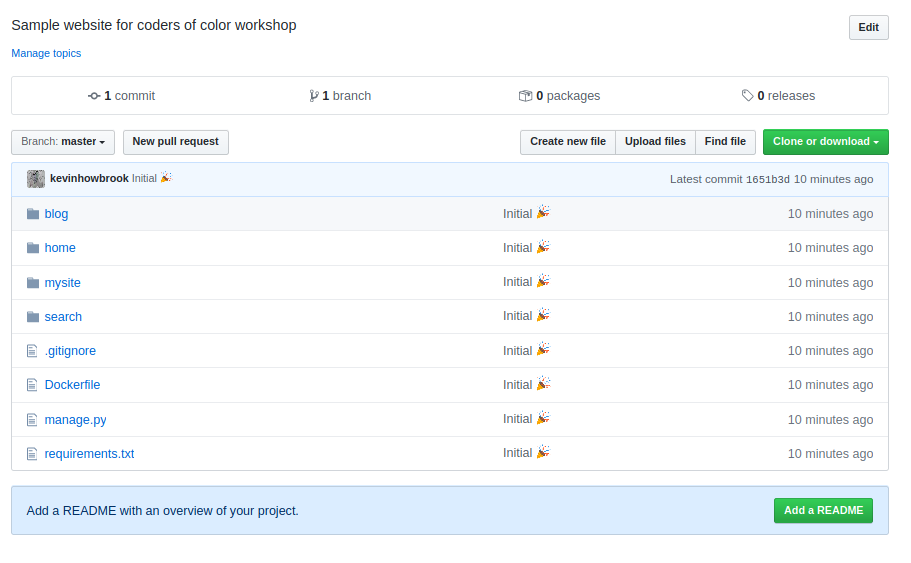 Sample website for coders of color workshop
Edit
Manage topics
1 commit 1 branch 0 packages 0 releases
Branch: master New pull request Create new file Upload files Find file Clone or download
kevinhowbrook Initial 🎉 Latest commit 1651b3d 10 minutes ago
blog Initial 🎉 10 minutes ago
home Initial 🎉 10 minutes ago
mysite Initial 🎉 10 minutes ago
search Initial 🎉 10 minutes ago
.gitignore Initial 🎉 10 minutes ago
Dockerfile Initial 🎉 10 minutes ago
manage.py Initial 🎉 10 minutes ago
requirements.txt Initial 🎉 10 minutes ago
Add a README with an overview of your project. Add a README